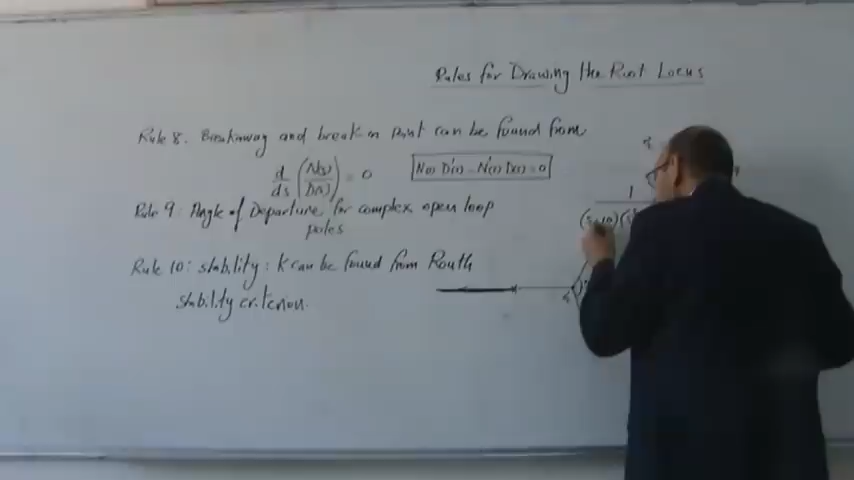 Rules for Drawing the Root Locus
Rule 8. Breakaway and break in Point can be found from
d/ds (N(s)/D(s)) = 0
N(s) D'(s) - N'(s) D(s) = 0
Rule 9: Angle of Departure for complex open loop
poles
1
Rule 10: stability: K can be found from Routh
stability criterion.